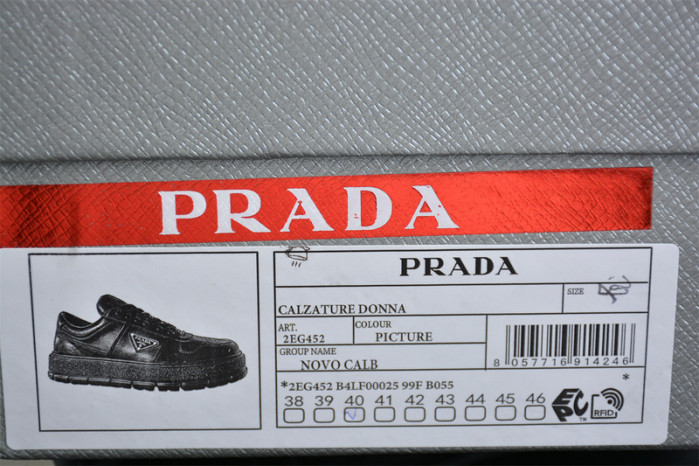 PRADA
PRADA
CALZATURE DONNA
SIZE
ART.
2EG452
COLOUR
PICTURE
GROUP NAME
NOVO CALB
8 057716 914246
*2EG452 B4LF00025 99F B055 *
38 39 40 41 42 43 44 45 46
EPC™
RFID